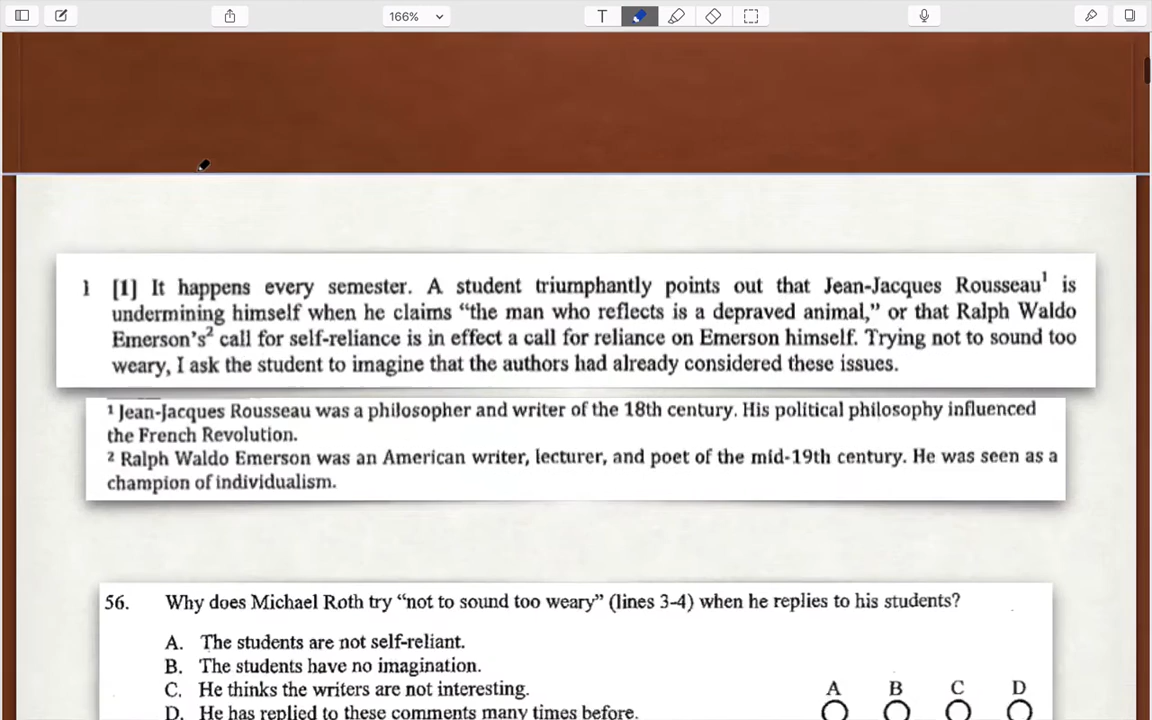 166%
T
1 [1] It happens every semester. A student triumphantly points out that Jean-Jacques Rousseau¹ is
undermining himself when he claims “the man who reflects is a depraved animal,” or that Ralph Waldo
Emerson’s² call for self-reliance is in effect a call for reliance on Emerson himself. Trying not to sound too
weary, I ask the student to imagine that the authors had already considered these issues.
¹ Jean-Jacques Rousseau was a philosopher and writer of the 18th century. His political philosophy influenced
the French Revolution.
² Ralph Waldo Emerson was an American writer, lecturer, and poet of the mid-19th century. He was seen as a
champion of individualism.
56. Why does Michael Roth try “not to sound too weary” (lines 3-4) when he replies to his students?
A. The students are not self-reliant.
B. The students have no imagination.
C. He thinks the writers are not interesting.
A B C D
D. He has replied to these comments many times before.